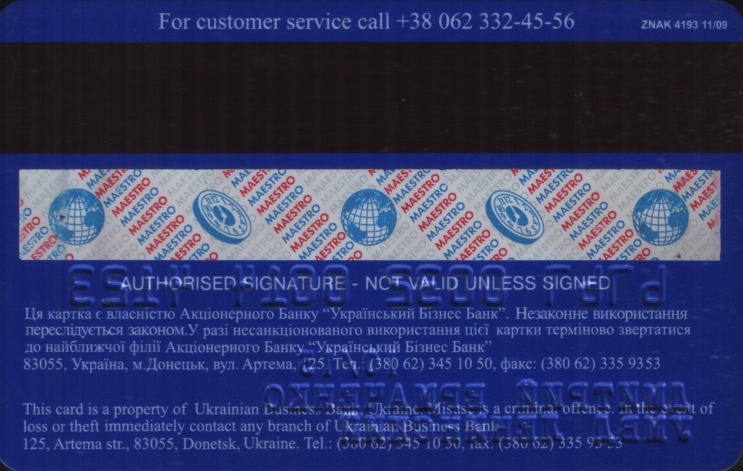 For customer service call +38 062 332-45-56
ZNAK 4193 11/09
MAESTRO MAESTRO MAESTRO MAESTRO MAESTRO
AUTHORISED SIGNATURE - NOT VALID UNLESS SIGNED
Ця картка є власністю Акціонерного Банку “Український Бізнес Банк”. Незаконне використання
переслідується законом.У разі несанкціонованого використання цієї картки терміново звертатися
до найближчої філії Акціонерного Банку “Український Бізнес Банк”
83055, Україна, м.Донецьк, вул. Артема, 125. Тел.: (380 62) 345 10 50, факс: (380 62) 335 9353
This card is a property of Ukrainian Business Bank, Ukraine. Misuse is a criminal offence. In the event of
loss or theft immediately contact any branch of Ukrainian Business Bank
125, Artema str., 83055, Donetsk, Ukraine. Tel.: (380 62) 345 10 50, fax: (380 62) 335 93 53